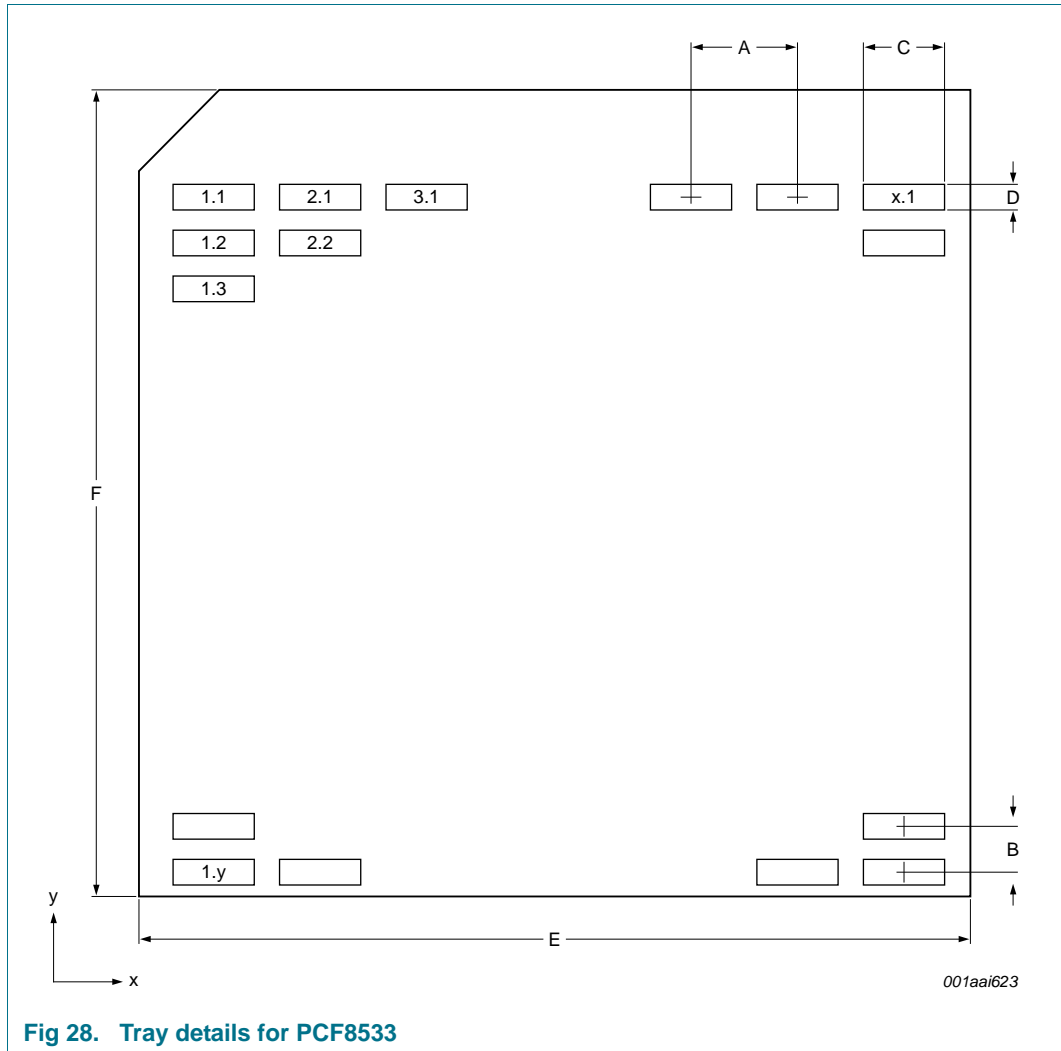 A
C
1.1
2.1
3.1
x.1
D
1.2
2.2
1.3
F
B
1.y
y
E
x
001aai623
Fig 28. Tray details for PCF8533